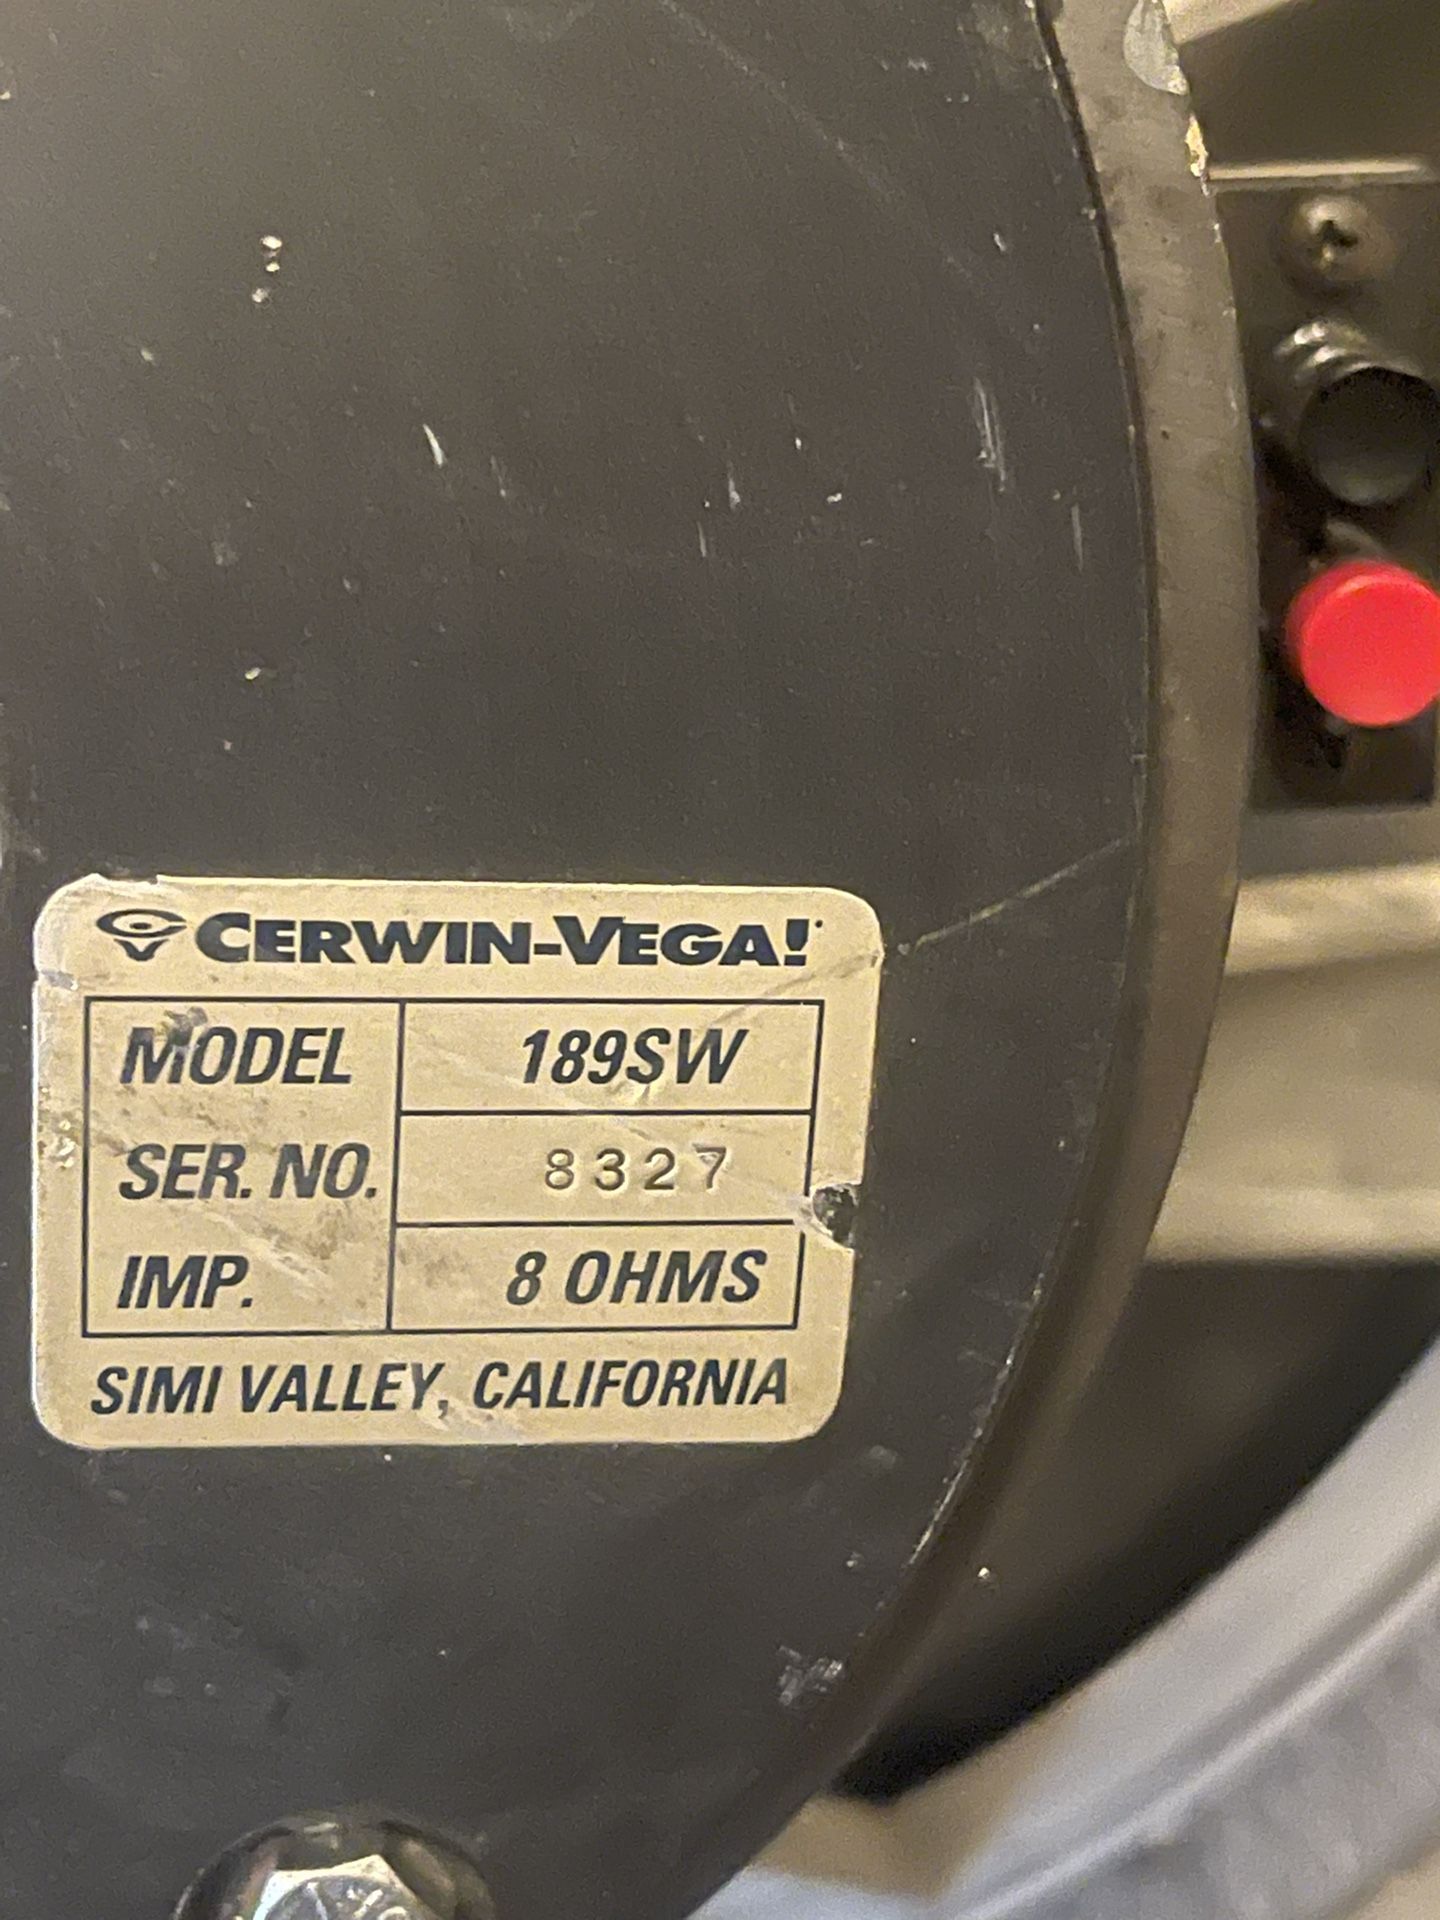 CERWIN-VEGA!
MODEL 189SW
SER. NO. 8327
IMP. 8 OHMS
SIMI VALLEY, CALIFORNIA